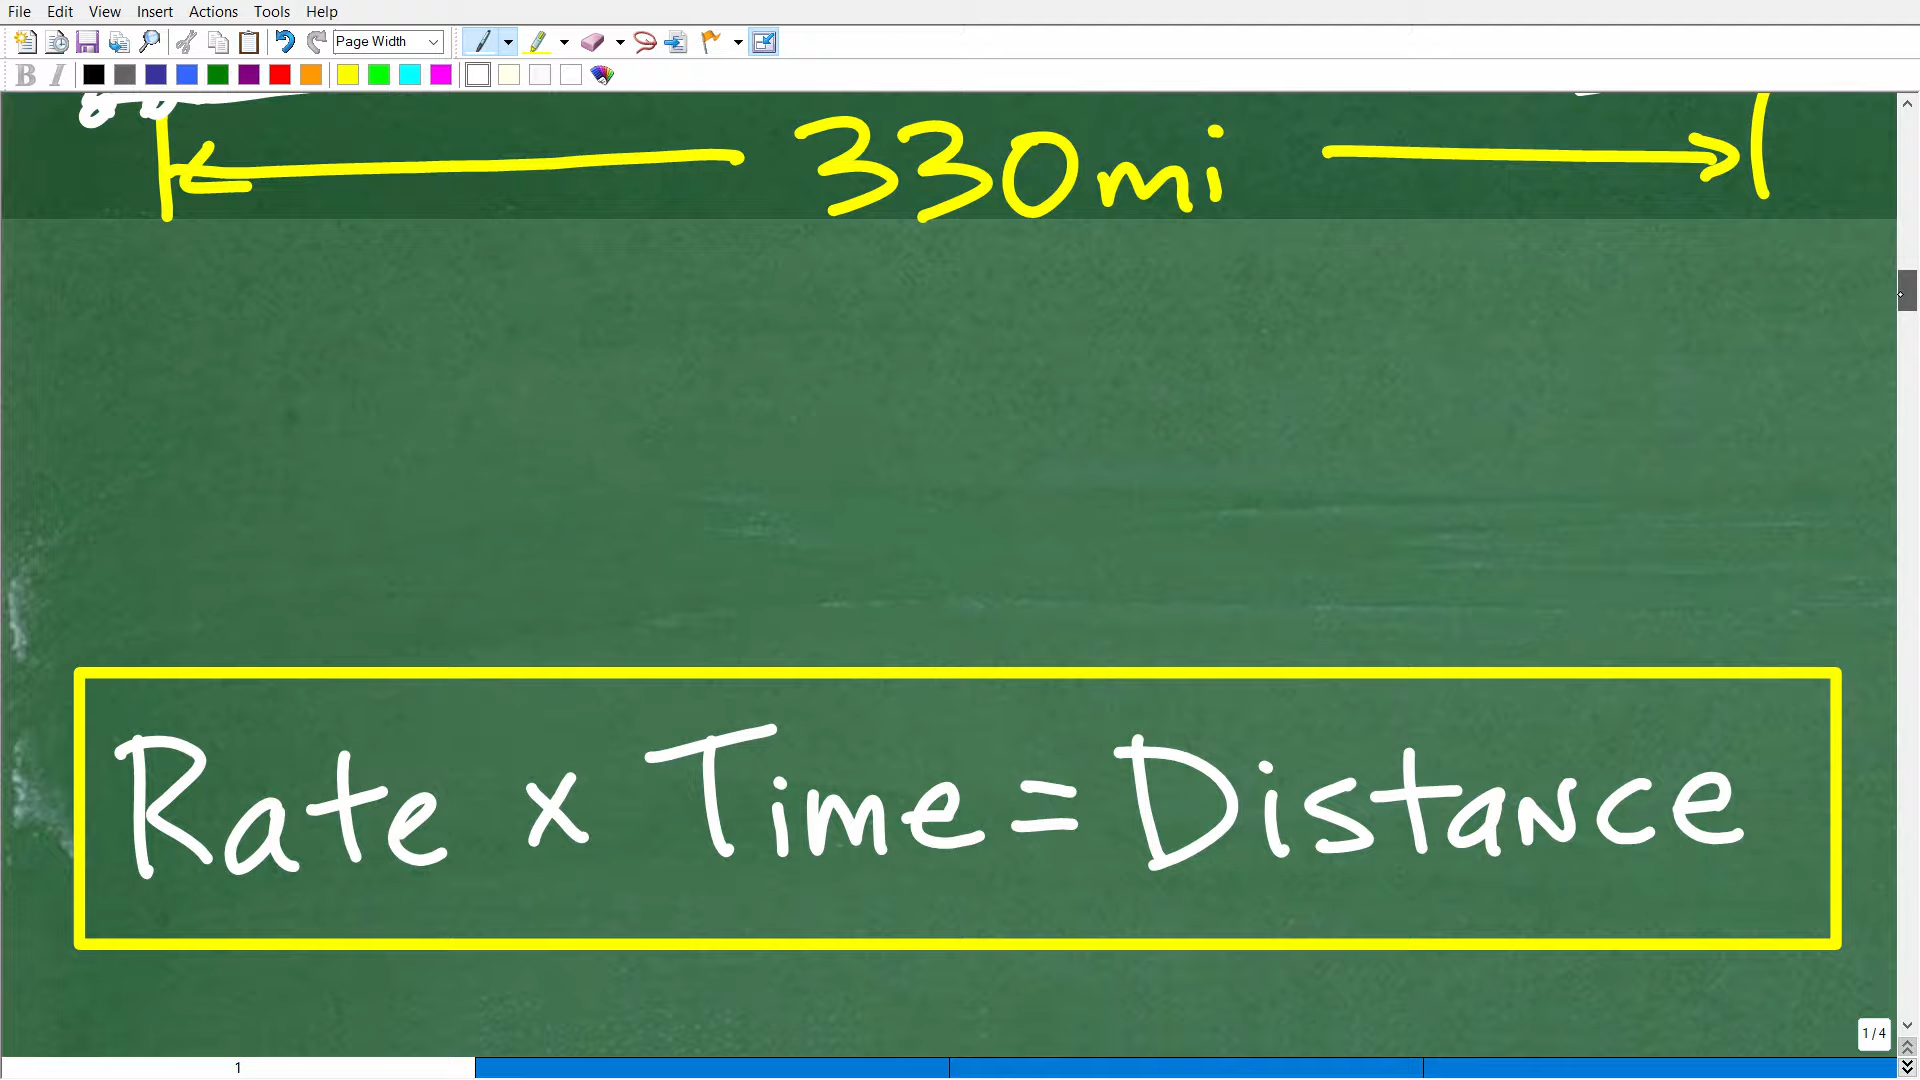 File Edit View Insert Actions Tools Help
Page Width
B I
330mi
Rate x Time = Distance
1 / 4
1